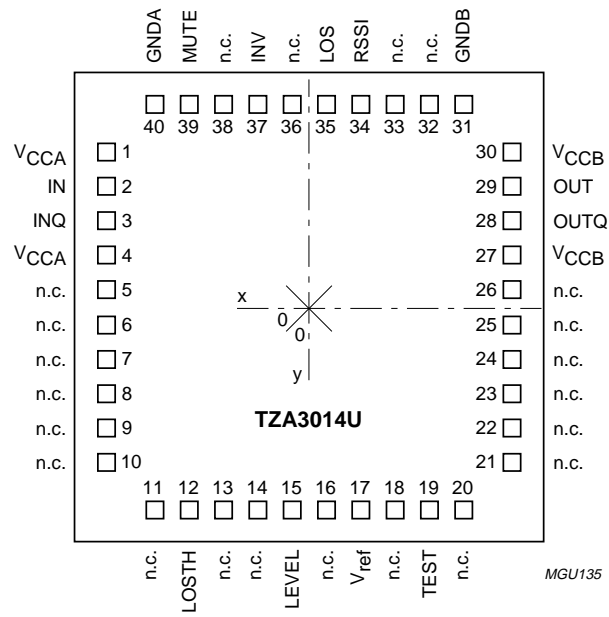 GNDA MUTE n.c. INV n.c. LOS RSSI n.c. n.c. GNDB
40 39 38 37 36 35 34 33 32 31
VCCA 1 30 VCCB
IN 2 29 OUT
INQ 3 28 OUTQ
VCCA 4 27 VCCB
n.c. 5 26 n.c.
x
0
n.c. 6 25 n.c.
0
n.c. 7 24 n.c.
y
n.c. 8 23 n.c.
TZA3014U
n.c. 9 22 n.c.
n.c. 10 21 n.c.
11 12 13 14 15 16 17 18 19 20
n.c. LOSTH n.c. n.c. LEVEL n.c. Vref n.c. TEST n.c.
MGU135